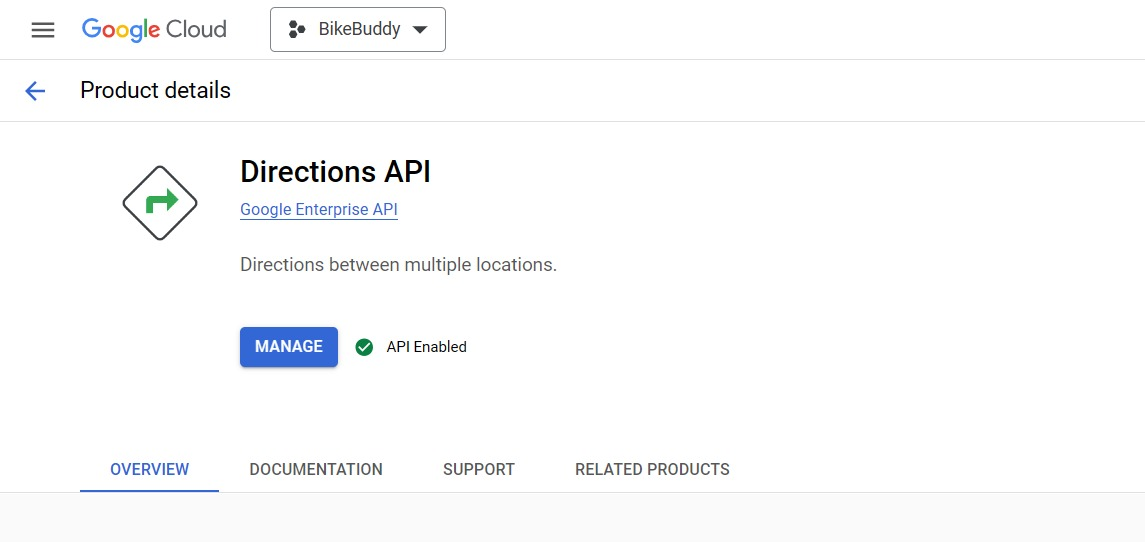 Google Cloud
BikeBuddy
Product details
Directions API
Google Enterprise API
Directions between multiple locations.
MANAGE
API Enabled
OVERVIEW
DOCUMENTATION
SUPPORT
RELATED PRODUCTS